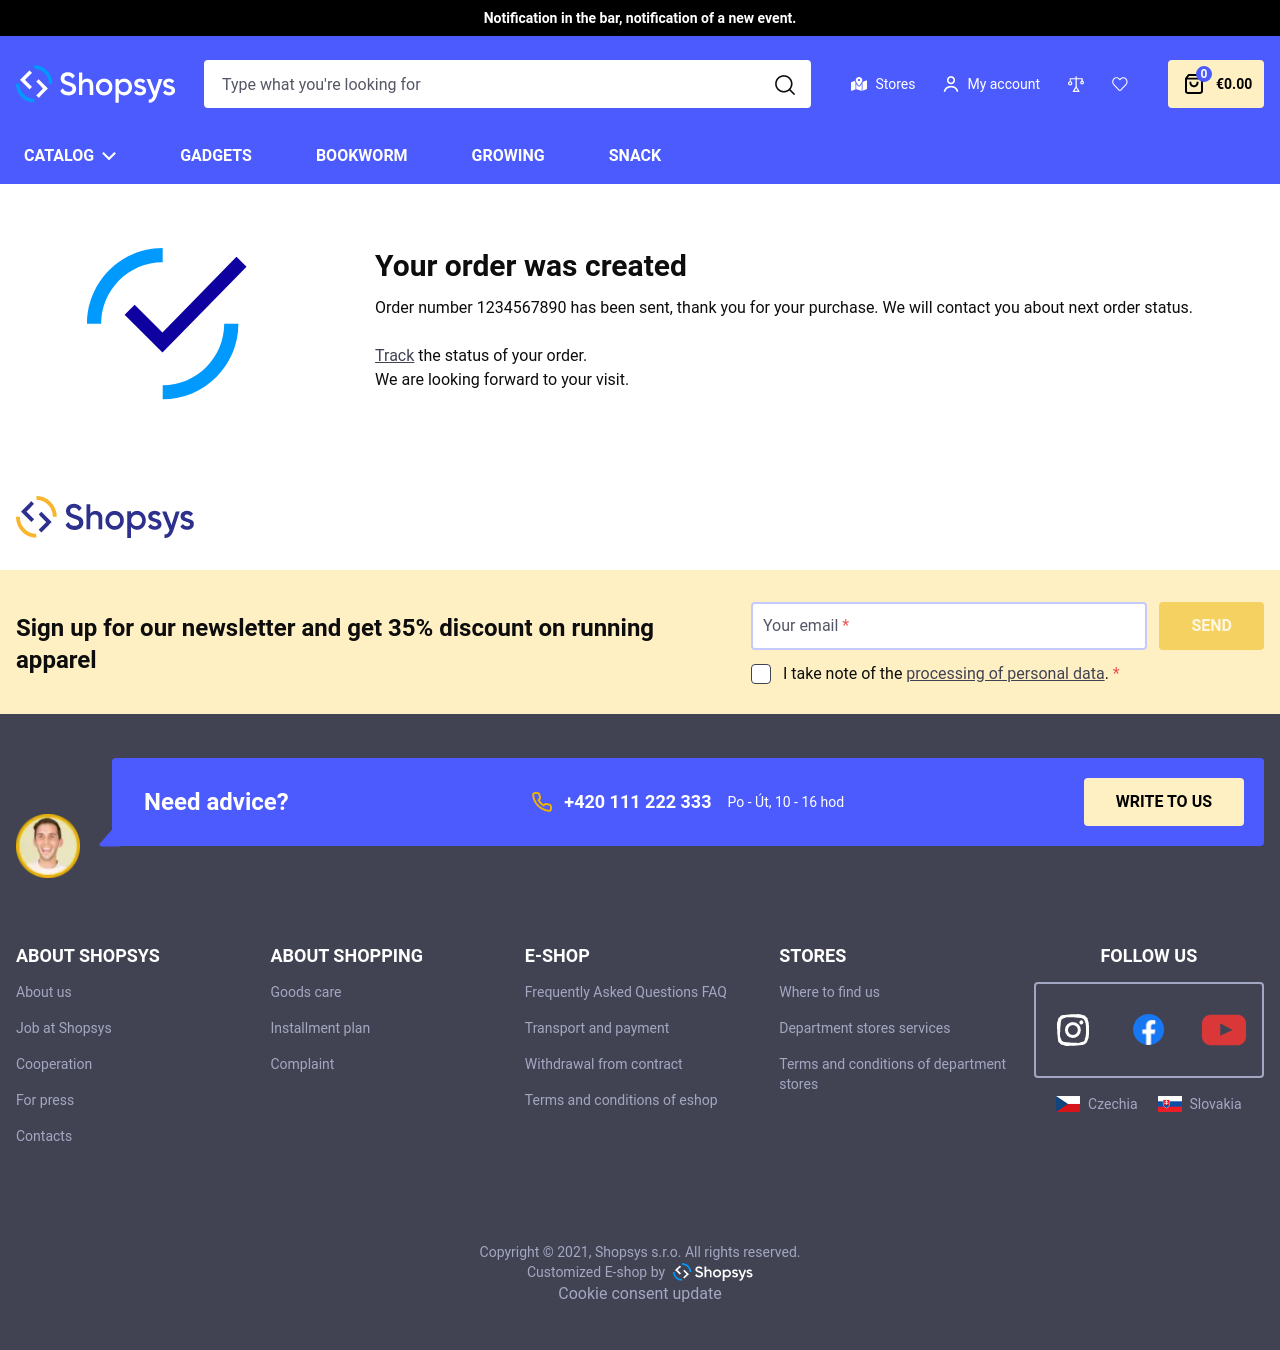 Notification in the bar, notification of a new event.
Shopsys
Type what you're looking for
Stores
My account
0
€0.00
CATALOG
GADGETS
BOOKWORM
GROWING
SNACK
Your order was created
Order number 1234567890 has been sent, thank you for your purchase. We will contact you about next order status.
Track the status of your order.
We are looking forward to your visit.
Shopsys
Sign up for our newsletter and get 35% discount on running
apparel
Your email *
SEND
I take note of the processing of personal data. *
Need advice?
+420 111 222 333
Po - Út, 10 - 16 hod
WRITE TO US
ABOUT SHOPSYS
About us
Job at Shopsys
Cooperation
For press
Contacts
ABOUT SHOPPING
Goods care
Installment plan
Complaint
E-SHOP
Frequently Asked Questions FAQ
Transport and payment
Withdrawal from contract
Terms and conditions of eshop
STORES
Where to find us
Department stores services
Terms and conditions of department
stores
FOLLOW US
Czechia
Slovakia
Copyright © 2021, Shopsys s.r.o. All rights reserved.
Customized E-shop by Shopsys
Cookie consent update